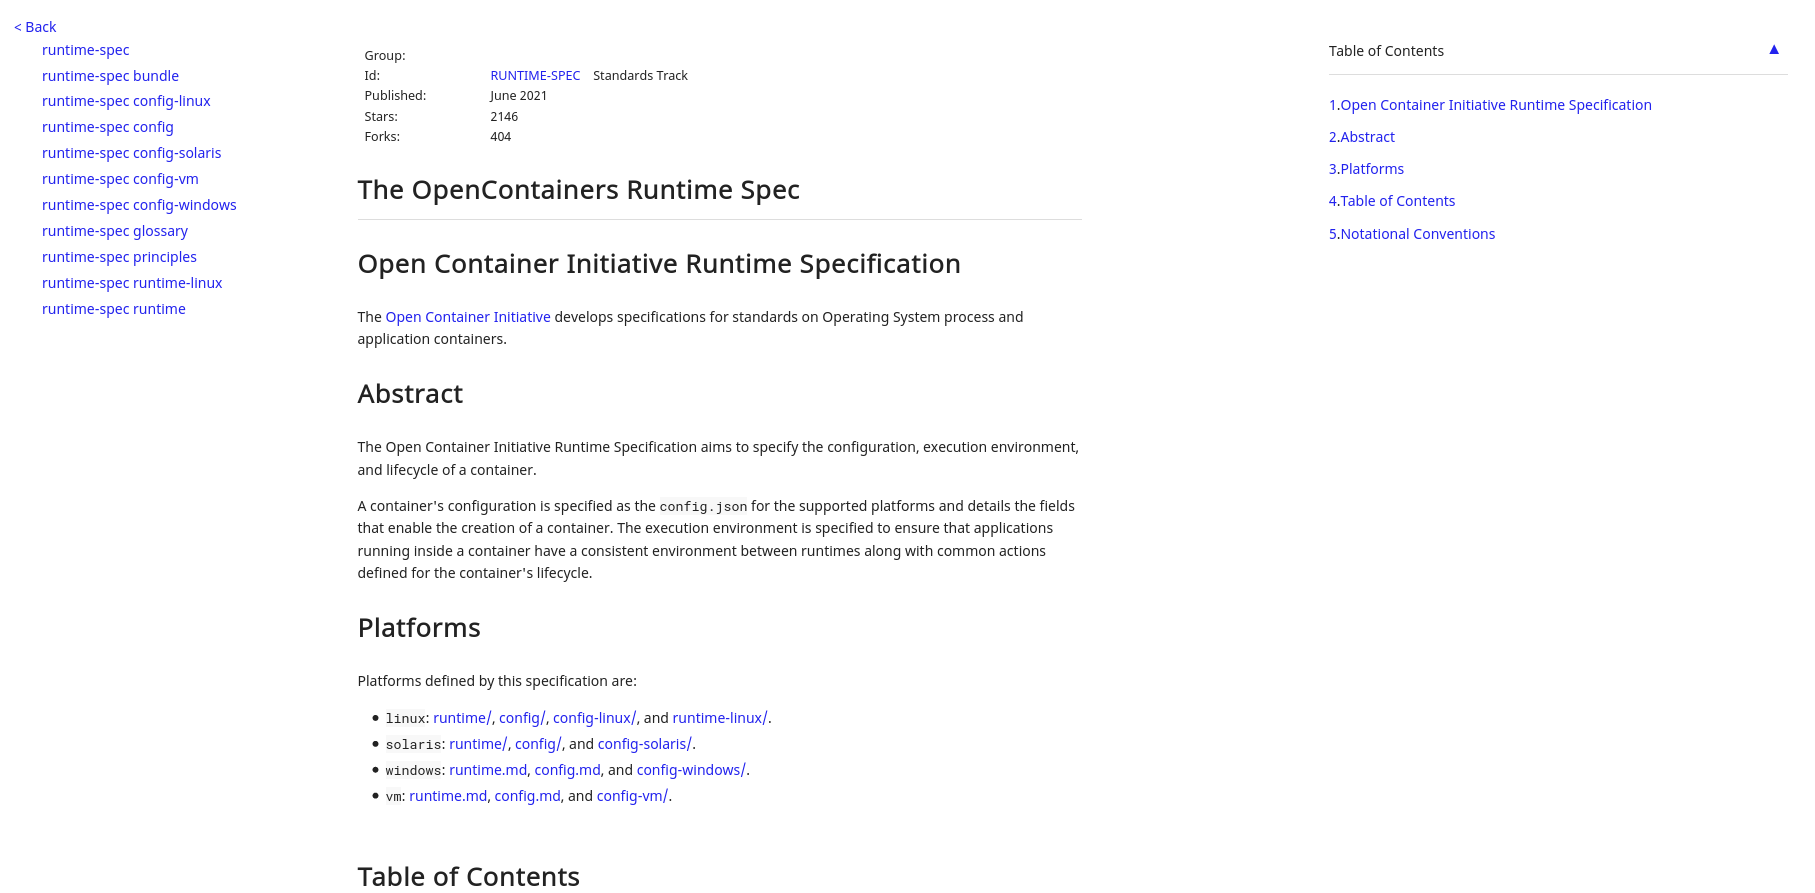 < Back
runtime-spec
runtime-spec bundle
runtime-spec config-linux
runtime-spec config
runtime-spec config-solaris
runtime-spec config-vm
runtime-spec config-windows
runtime-spec glossary
runtime-spec principles
runtime-spec runtime-linux
runtime-spec runtime
Group:
Id: RUNTIME-SPEC Standards Track
Published: June 2021
Stars: 2146
Forks: 404
The OpenContainers Runtime Spec
Open Container Initiative Runtime Specification
The Open Container Initiative develops specifications for standards on Operating System process and
application containers.
Abstract
The Open Container Initiative Runtime Specification aims to specify the configuration, execution environment,
and lifecycle of a container.
A container's configuration is specified as the config.json for the supported platforms and details the fields
that enable the creation of a container. The execution environment is specified to ensure that applications
running inside a container have a consistent environment between runtimes along with common actions
defined for the container's lifecycle.
Platforms
Platforms defined by this specification are:
● linux: runtime/, config/, config-linux/, and runtime-linux/.
● solaris: runtime/, config/, and config-solaris/.
● windows: runtime.md, config.md, and config-windows/.
● vm: runtime.md, config.md, and config-vm/.
Table of Contents
Table of Contents ▲
1.Open Container Initiative Runtime Specification
2.Abstract
3.Platforms
4.Table of Contents
5.Notational Conventions